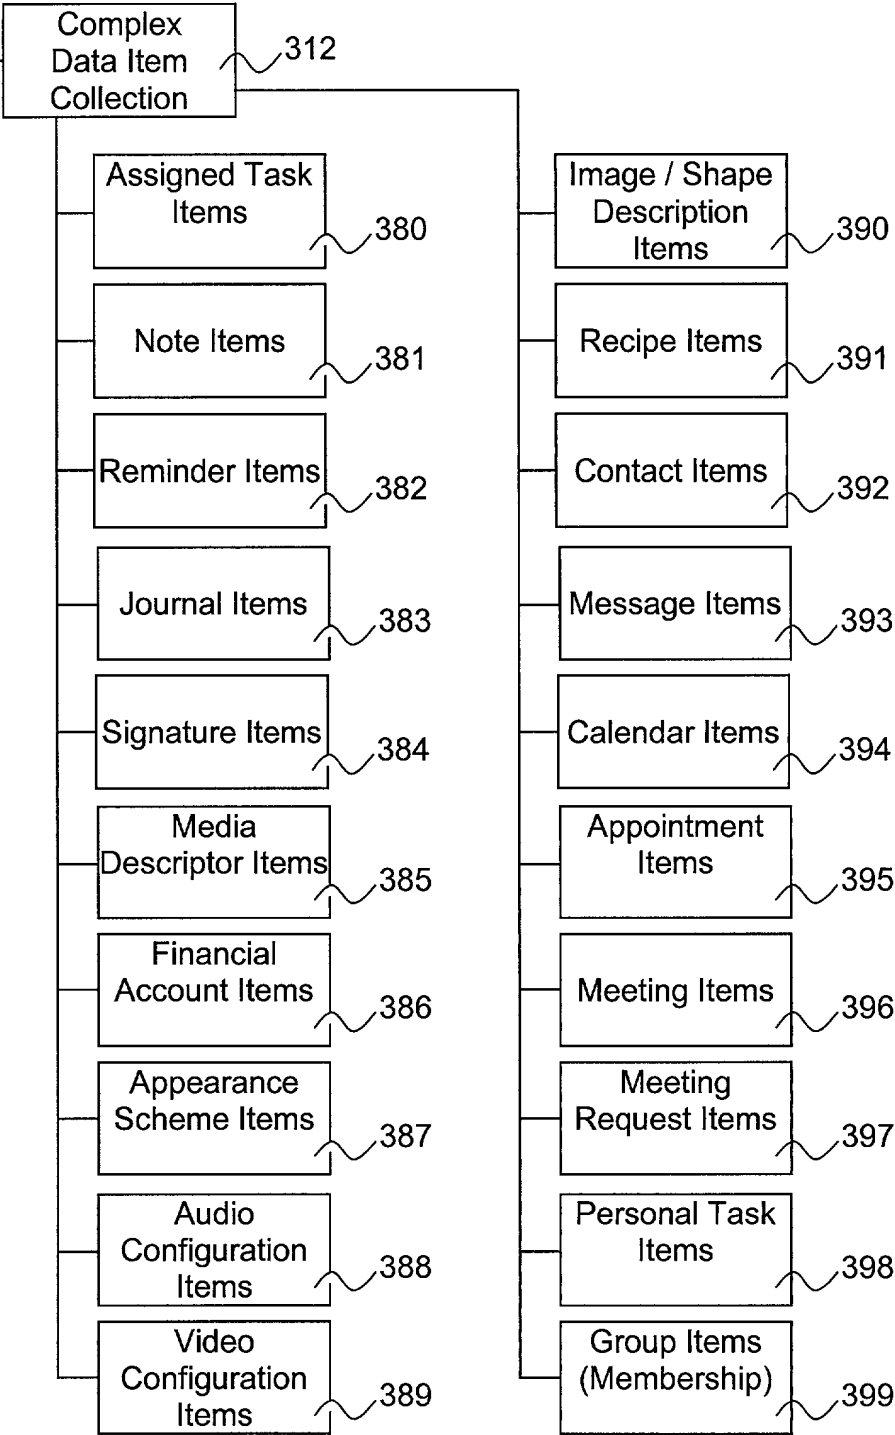 Complex
Data Item
Collection
312
Assigned Task
Items
380
Note Items
381
Reminder Items
382
Journal Items
383
Signature Items
384
Media
Descriptor Items
385
Financial
Account Items
386
Appearance
Scheme Items
387
Audio
Configuration
Items
388
Video
Configuration
Items
389
Image / Shape
Description
Items
390
Recipe Items
391
Contact Items
392
Message Items
393
Calendar Items
394
Appointment
Items
395
Meeting Items
396
Meeting
Request Items
397
Personal Task
Items
398
Group Items
(Membership)
399